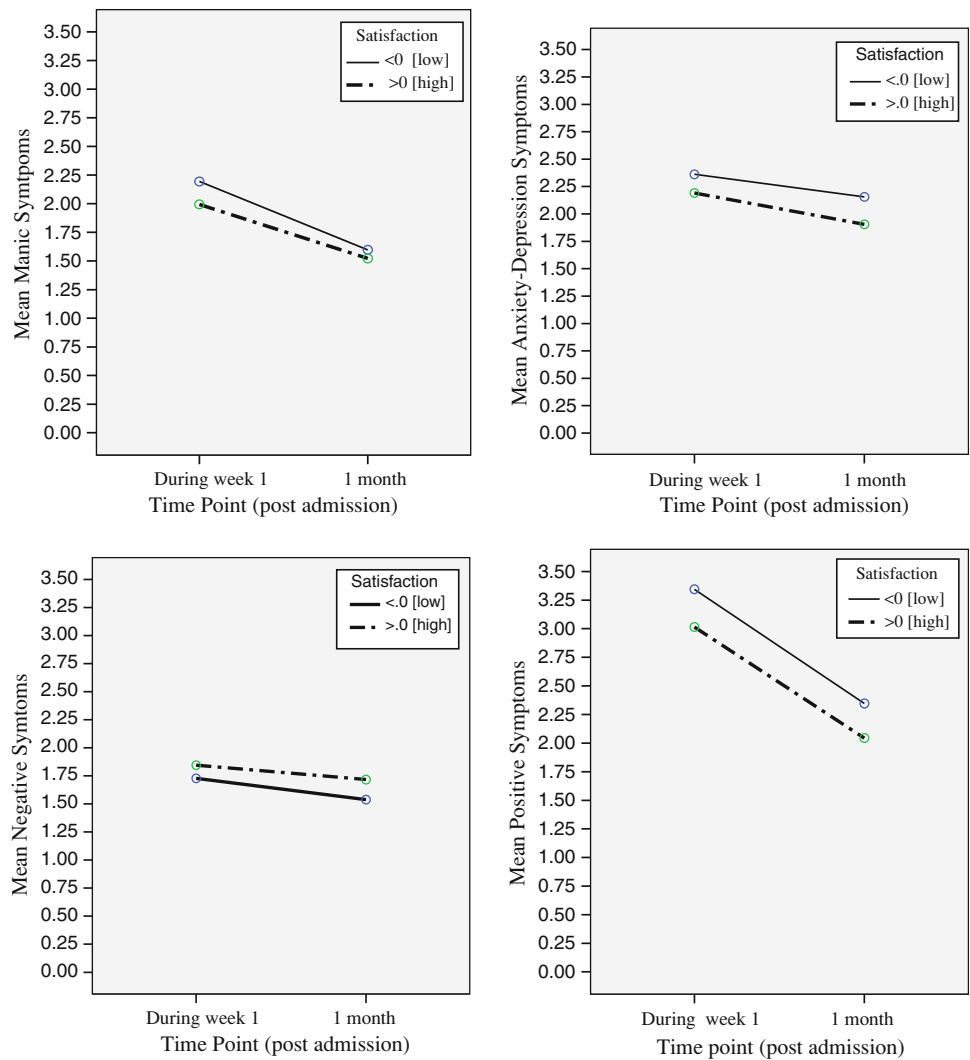 3.50
3.25
3.00
2.75
2.50
2.25
2.00
1.75
1.50
1.25
1.00
0.75
0.50
0.25
0.00
Mean Manic Symtpoms
Satisfaction
<0 [low]
>0 [high]
During week 1 1 month
Time Point (post admission)
3.50
3.25
3.00
2.75
2.50
2.25
2.00
1.75
1.50
1.25
1.00
0.75
0.50
0.25
0.00
Mean Anxiety-Depression Symptoms
Satisfaction
<.0 [low]
>.0 [high]
During week 1 1 month
Time Point (post admission)
3.50
3.25
3.00
2.75
2.50
2.25
2.00
1.75
1.50
1.25
1.00
0.75
0.50
0.25
0.00
Mean Negative Symtoms
Satisfaction
<.0 [low]
>.0 [high]
During week 1 1 month
Time Point (post admission)
3.50
3.25
3.00
2.75
2.50
2.25
2.00
1.75
1.50
1.25
1.00
0.75
0.50
0.25
0.00
Mean Positive Symptoms
Satisfaction
<0 [low]
>0 [high]
During week 1 1 month
Time point (post admission)